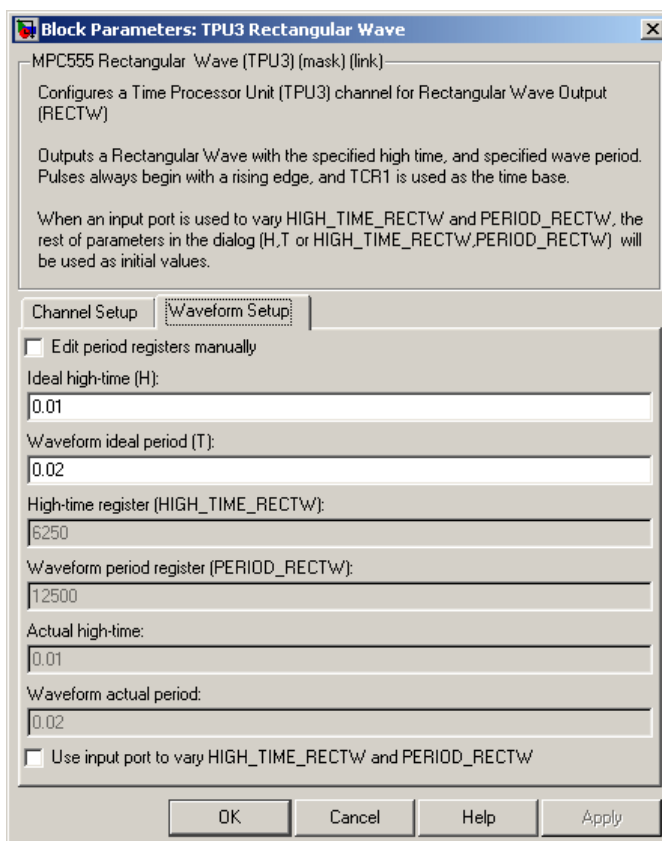 Block Parameters: TPU3 Rectangular Wave
MPC555 Rectangular Wave (TPU3) (mask) (link)
Configures a Time Processor Unit (TPU3) channel for Rectangular Wave Output
(RECTW)
Outputs a Rectangular Wave with the specified high time, and specified wave period.
Pulses always begin with a rising edge, and TCR1 is used as the time base.
When an input port is used to vary HIGH_TIME_RECTW and PERIOD_RECTW, the
rest of parameters in the dialog (H,T or HIGH_TIME_RECTW,PERIOD_RECTW) will
be used as initial values.
Channel Setup Waveform Setup
Edit period registers manually
Ideal high-time (H):
0.01
Waveform ideal period (T):
0.02
High-time register (HIGH_TIME_RECTW):
6250
Waveform period register (PERIOD_RECTW):
12500
Actual high-time:
0.01
Waveform actual period:
0.02
Use input port to vary HIGH_TIME_RECTW and PERIOD_RECTW
OK Cancel Help Apply